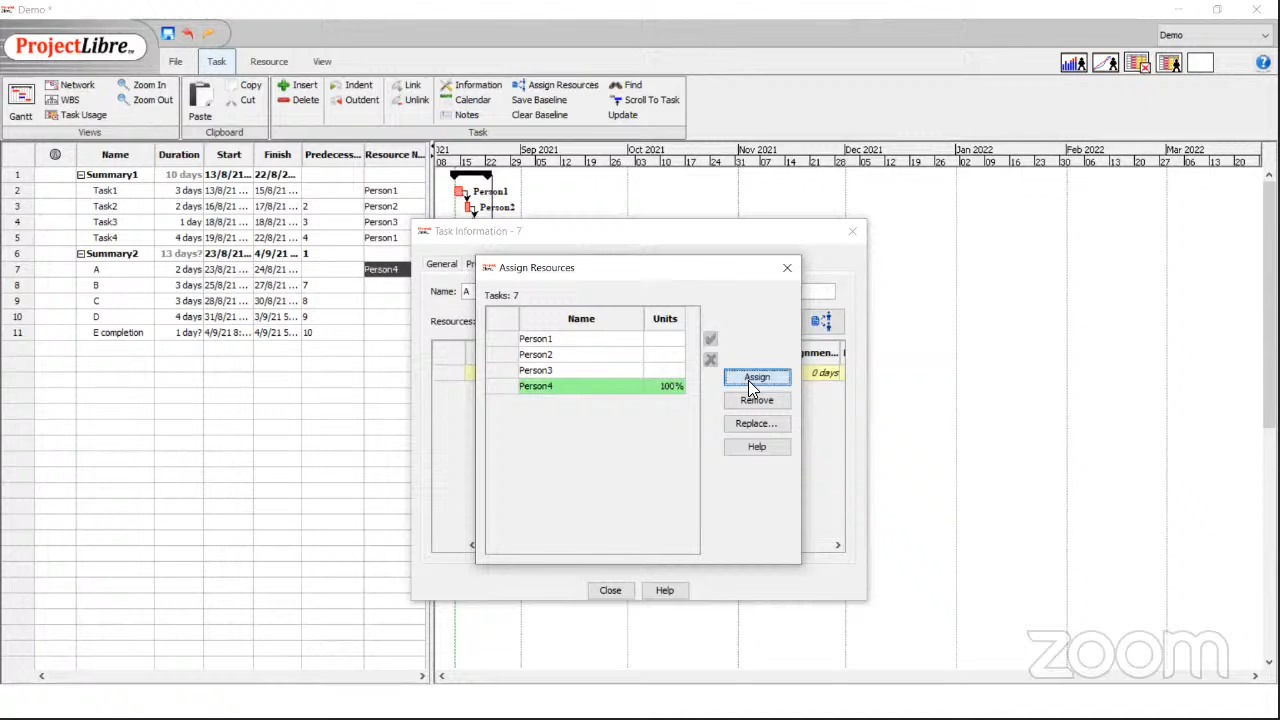 Demo *
ProjectLibre™
Demo
File Task Resource View
Network Zoom In Copy Insert Indent Link Information Assign Resources Find
WBS Zoom Out Cut Delete Outdent Unlink Calendar Save Baseline Scroll To Task
Gantt Task Usage Paste Notes Clear Baseline Update
Views Clipboard Task
Name Duration Start Finish Predecess... Resource N...
021 Sep 2021 Oct 2021 Nov 2021 Dec 2021 Jan 2022 Feb 2022 Mar 2022
08 15 22 29 05 12 19 26 03 10 17 24 31 07 14 21 28 05 12 19 26 02 09 16 23 30 06 13 20 27 06 13 20
1 Summary1 10 days 13/8/21 ... 22/8/2...
2 Task1 3 days 13/8/21 ... 15/8/21 ... Person1
3 Task2 2 days 16/8/21 ... 17/8/21 ... 2 Person2
4 Task3 1 day 18/8/21 ... 18/8/21 ... 3 Person3
5 Task4 4 days 19/8/21 ... 22/8/21 ... 4 Person1
6 Summary2 13 days? 23/8/21... 4/9/21 ... 1
7 A 2 days 23/8/21 ... 24/8/21 ... Person4
8 B 3 days 25/8/21 ... 27/8/21 ... 7
9 C 3 days 28/8/21 ... 30/8/21 ... 8
10 D 4 days 31/8/21 ... 3/9/21 5... 9
11 E completion 1 day? 4/9/21 8:... 4/9/21 5... 10
Person1
Person2
Task Information - 7
General Pr
Name: A
Resources:
gnmen...
0 days
Close Help
Assign Resources
Tasks: 7
Name Units
Person1
Person2
Person3
Person4 100%
Assign
Remove
Replace...
Help
zoom